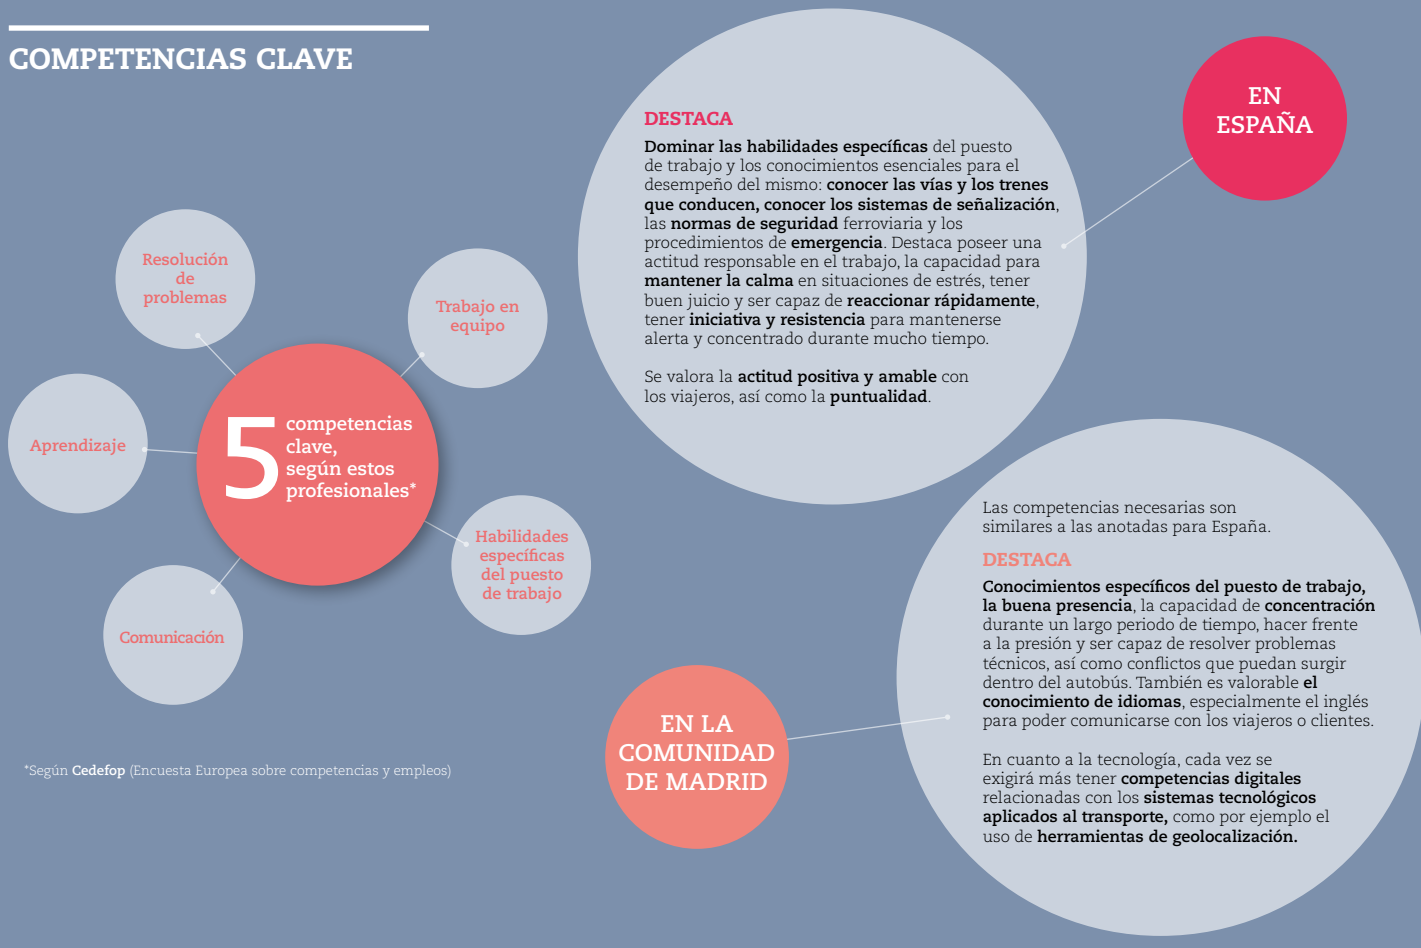 COMPETENCIAS CLAVE
Resolución
de
problemas
Trabajo en
equipo
Aprendizaje
5
competencias
clave,
según estos
profesionales*
Habilidades
específicas
del puesto
de trabajo
Comunicación
*Según Cedefop (Encuesta Europea sobre competencias y empleos)
EN
ESPAÑA
DESTACA
Dominar las habilidades específicas del puesto
de trabajo y los conocimientos esenciales para el
desempeño del mismo: conocer las vías y los trenes
que conducen, conocer los sistemas de señalización,
las normas de seguridad ferroviaria y los
procedimientos de emergencia. Destaca poseer una
actitud responsable en el trabajo, la capacidad para
mantener la calma en situaciones de estrés, tener
buen juicio y ser capaz de reaccionar rápidamente,
tener iniciativa y resistencia para mantenerse
alerta y concentrado durante mucho tiempo.
Se valora la actitud positiva y amable con
los viajeros, así como la puntualidad.
EN LA
COMUNIDAD
DE MADRID
Las competencias necesarias son
similares a las anotadas para España.
DESTACA
Conocimientos específicos del puesto de trabajo,
la buena presencia, la capacidad de concentración
durante un largo periodo de tiempo, hacer frente
a la presión y ser capaz de resolver problemas
técnicos, así como conflictos que puedan surgir
dentro del autobús. También es valorable el
conocimiento de idiomas, especialmente el inglés
para poder comunicarse con los viajeros o clientes.
En cuanto a la tecnología, cada vez se
exigirá más tener competencias digitales
relacionadas con los sistemas tecnológicos
aplicados al transporte, como por ejemplo el
uso de herramientas de geolocalización.